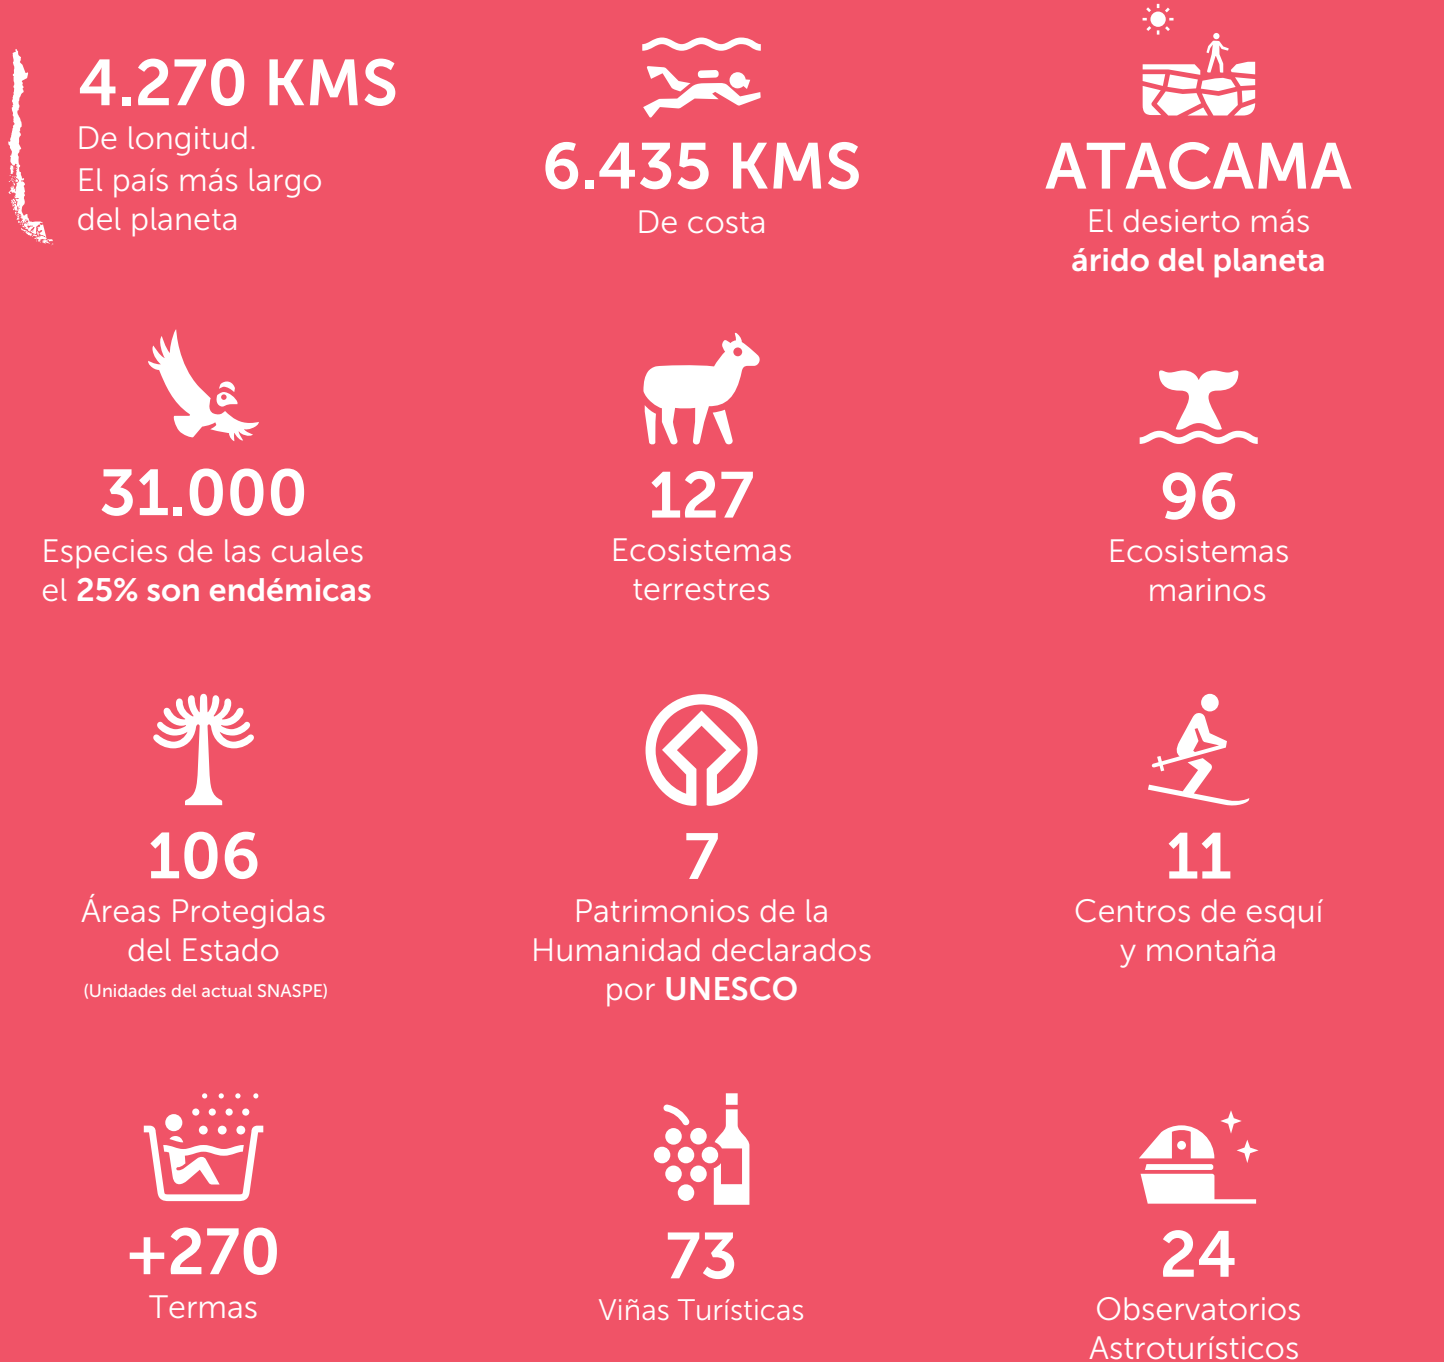 4.270 KMS
De longitud.
El país más largo
del planeta
6.435 KMS
De costa
ATACAMA
El desierto más
árido del planeta
31.000
Especies de las cuales
el 25% son endémicas
127
Ecosistemas
terrestres
96
Ecosistemas
marinos
106
Áreas Protegidas
del Estado
(Unidades del actual SNASPE)
7
Patrimonios de la
Humanidad declarados
por UNESCO
11
Centros de esquí
y montaña
+270
Termas
73
Viñas Turísticas
24
Observatorios
Astroturísticos